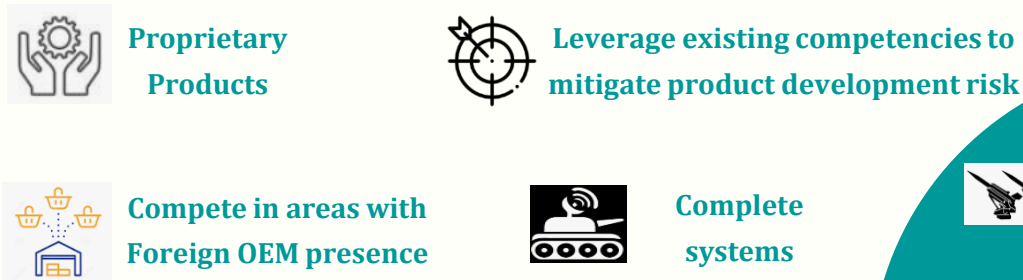 Proprietary
Products
Leverage existing competencies to
mitigate product development risk
Compete in areas with
Foreign OEM presence
Complete
systems